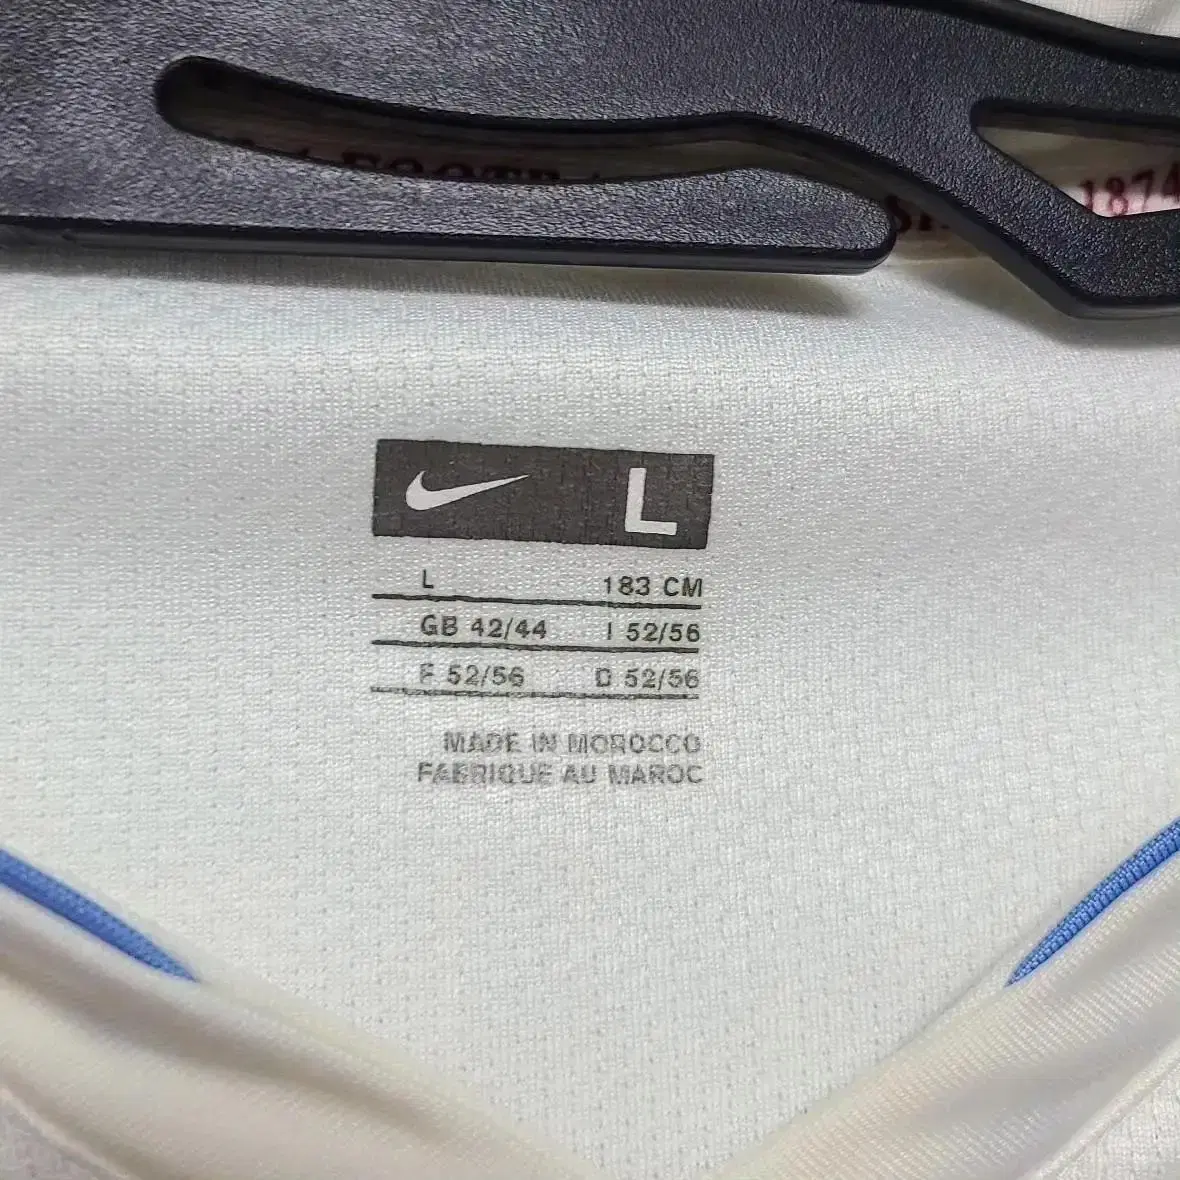 1874
L
L 183 CM
GB 42/44 I 52/56
F 52/56 D 52/56
MADE IN MOROCCO
FABRIQUE AU MAROC